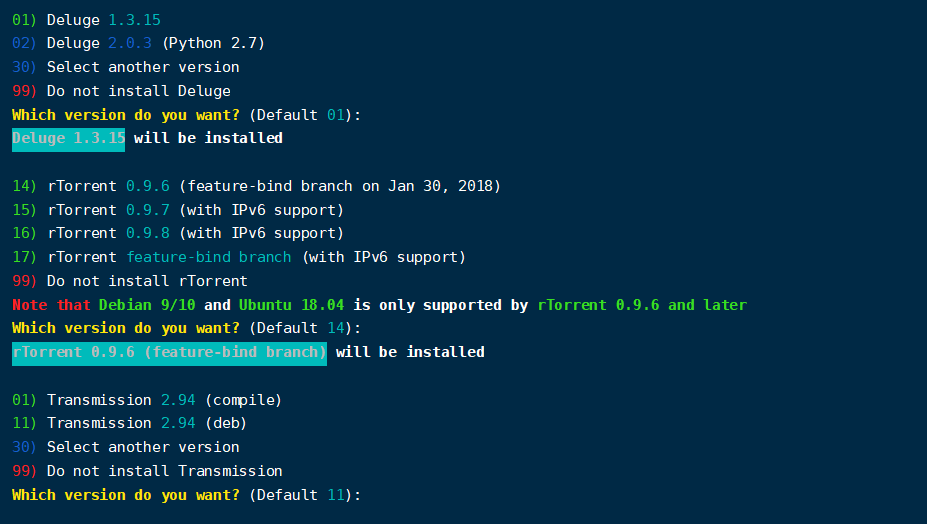 01) Deluge 1.3.15
02) Deluge 2.0.3 (Python 2.7)
30) Select another version
99) Do not install Deluge
Which version do you want? (Default 01):
Deluge 1.3.15 will be installed
14) rTorrent 0.9.6 (feature-bind branch on Jan 30, 2018)
15) rTorrent 0.9.7 (with IPv6 support)
16) rTorrent 0.9.8 (with IPv6 support)
17) rTorrent feature-bind branch (with IPv6 support)
99) Do not install rTorrent
Note that Debian 9/10 and Ubuntu 18.04 is only supported by rTorrent 0.9.6 and later
Which version do you want? (Default 14):
rTorrent 0.9.6 (feature-bind branch) will be installed
01) Transmission 2.94 (compile)
11) Transmission 2.94 (deb)
30) Select another version
99) Do not install Transmission
Which version do you want? (Default 11):